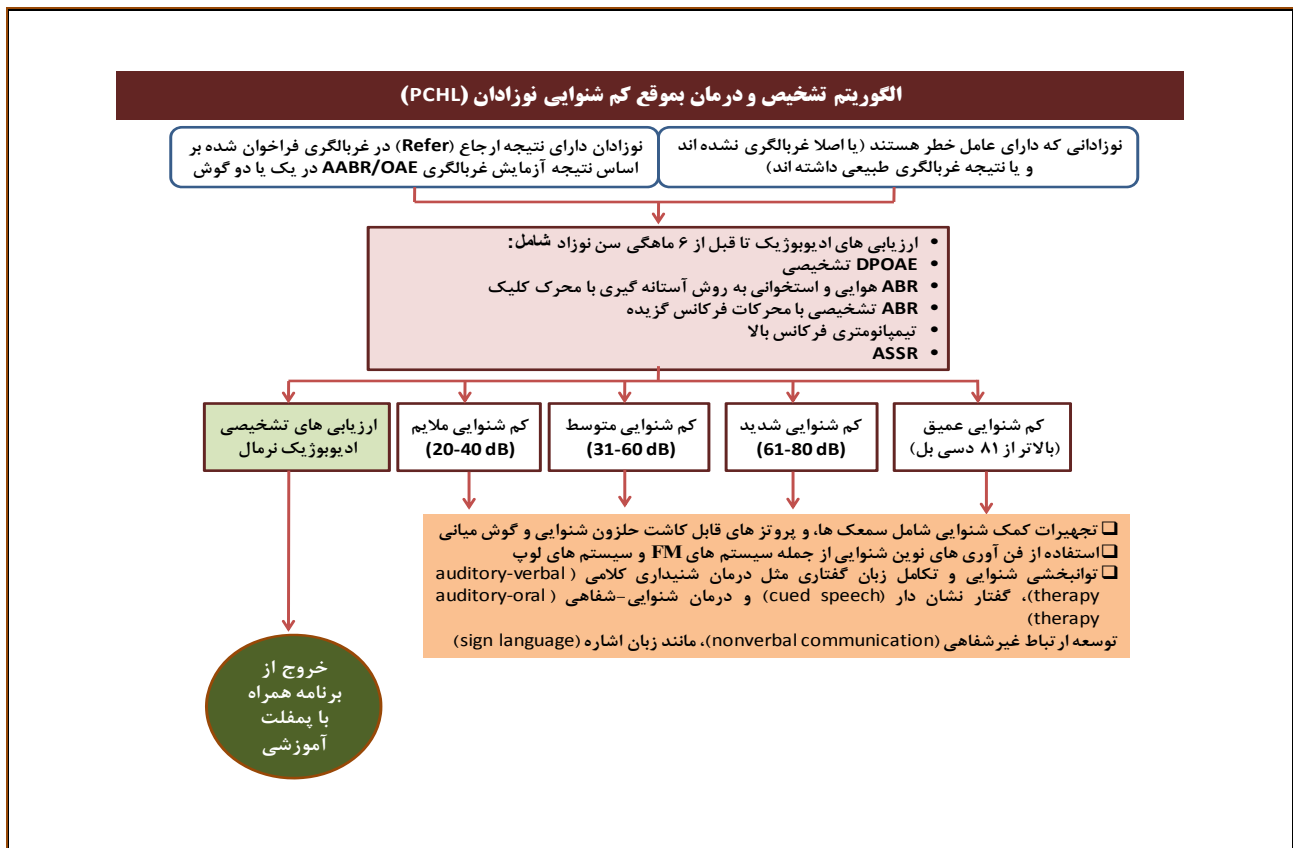 الگوریتم تشخیص و درمان بموقع کم شنوایی نوزادان (PCHL)
نوزادانی که دارای عامل خطر هستند (یا اصلا غربالگری نشده اند
و یا نتیجه غربالگری طبیعی داشته اند)
نوزادان دارای نتیجه ارجاع (Refer) در غربالگری فراخوان شده بر
اساس نتیجه آزمایش غربالگری AABR/OAE در یک یا دو گوش
• ارزیابی های ادیوبوژیک تا قبل از ۶ ماهگی سن نوزاد شامل:
• DPOAE تشخیصی
• ABR هوایی و استخوانی به روش آستانه گیری با محرک کلیک
• ABR تشخیصی با محرکات فرکانس گزیده
• تیمپانومتری فرکانس بالا
• ASSR
کم شنوایی عمیق
(بالاتر از ۸۱ دسی بل)
کم شنوایی شدید
(61-80 dB)
کم شنوایی متوسط
(31-60 dB)
کم شنوایی ملایم
(20-40 dB)
ارزیابی های تشخیصی
ادیوبوژیک نرمال
❑ تجهیرات کمک شنوایی شامل سمعک ها، و پروتز های قابل کاشت حلزون شنوایی و گوش میانی
❑ استفاده از فن آوری های نوین شنوایی از جمله سیستم های FM و سیستم های لوپ
❑ توانبخشی شنوایی و تکامل زبان گفتاری مثل درمان شنیداری کلامی (auditory-verbal
therapy)، گفتار نشان دار (cued speech) و درمان شنوایی–شفاهی (auditory-oral
therapy)
توسعه ارتباط غیرشفاهی (nonverbal communication)، مانند زبان اشاره (sign language)
خروج از
برنامه همراه
با پمفلت
آموزشی